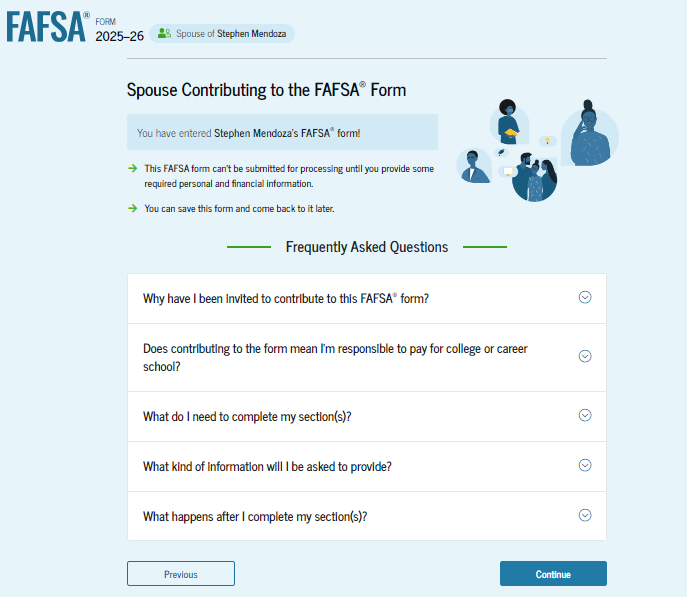 FAFSA® FORM
2025–26
Spouse of Stephen Mendoza
Spouse Contributing to the FAFSA® Form
You have entered Stephen Mendoza's FAFSA® form!
This FAFSA form can't be submitted for processing until you provide some
required personal and financial information.
You can save this form and come back to it later.
Frequently Asked Questions
Why have I been invited to contribute to this FAFSA® form?
Does contributing to the form mean I'm responsible to pay for college or career
school?
What do I need to complete my section(s)?
What kind of information will I be asked to provide?
What happens after I complete my section(s)?
Previous
Continue